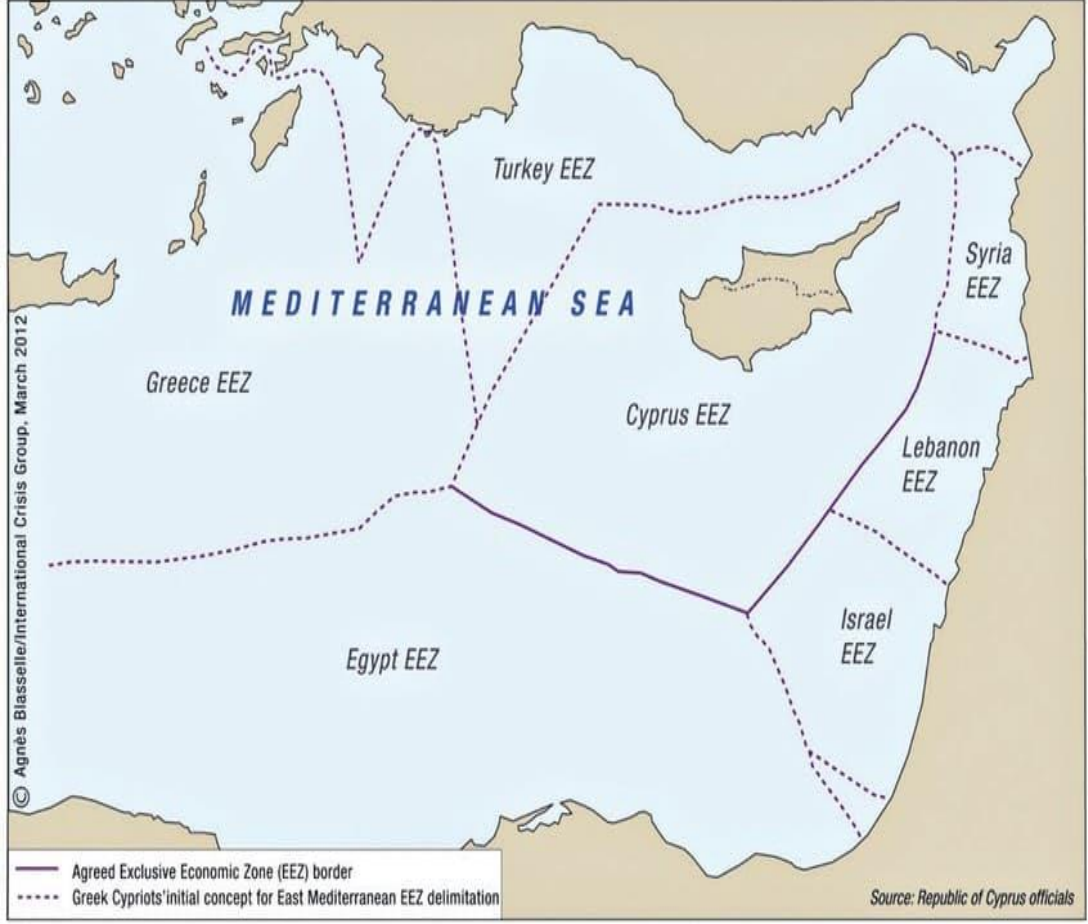 Turkey EEZ
Syria
EEZ
MEDITERRANEAN SEA
Greece EEZ
Cyprus EEZ
Lebanon
EEZ
Israel
EEZ
Egypt EEZ
© Agnès Blasselle/International Crisis Group, March 2012
Agreed Exclusive Economic Zone (EEZ) border
Greek Cypriots'initial concept for East Mediterranean EEZ delimitation
Source: Republic of Cyprus officials